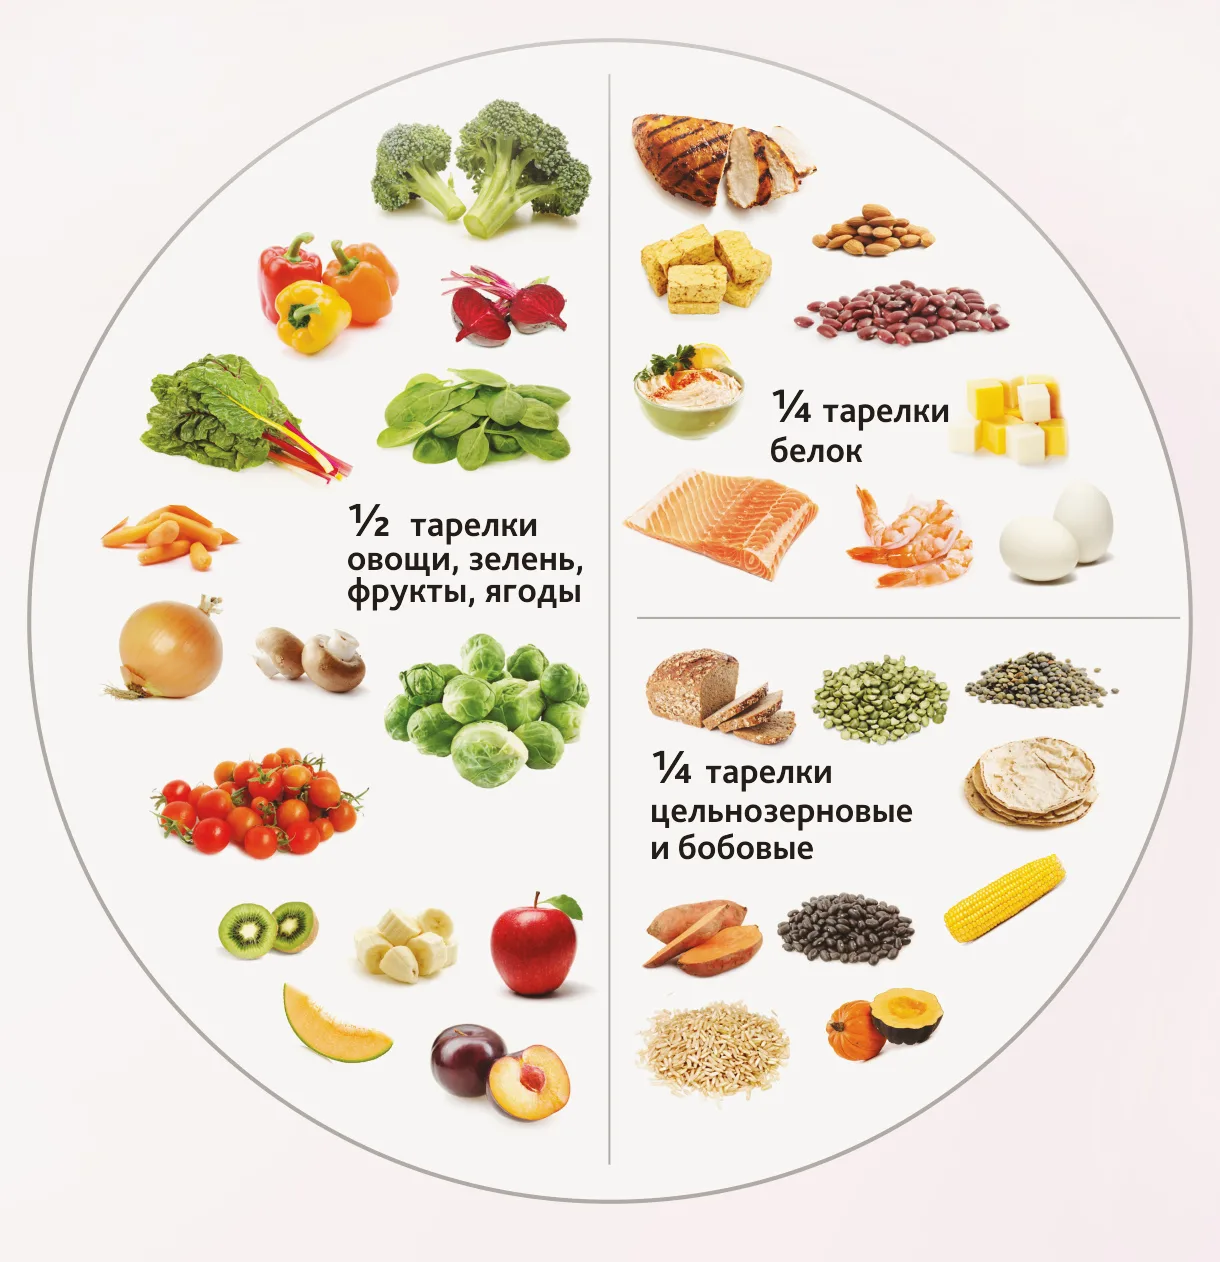 ½ тарелки
овощи, зелень,
фрукты, ягоды
¼ тарелки
белок
¼ тарелки
цельнозерновые
и бобовые